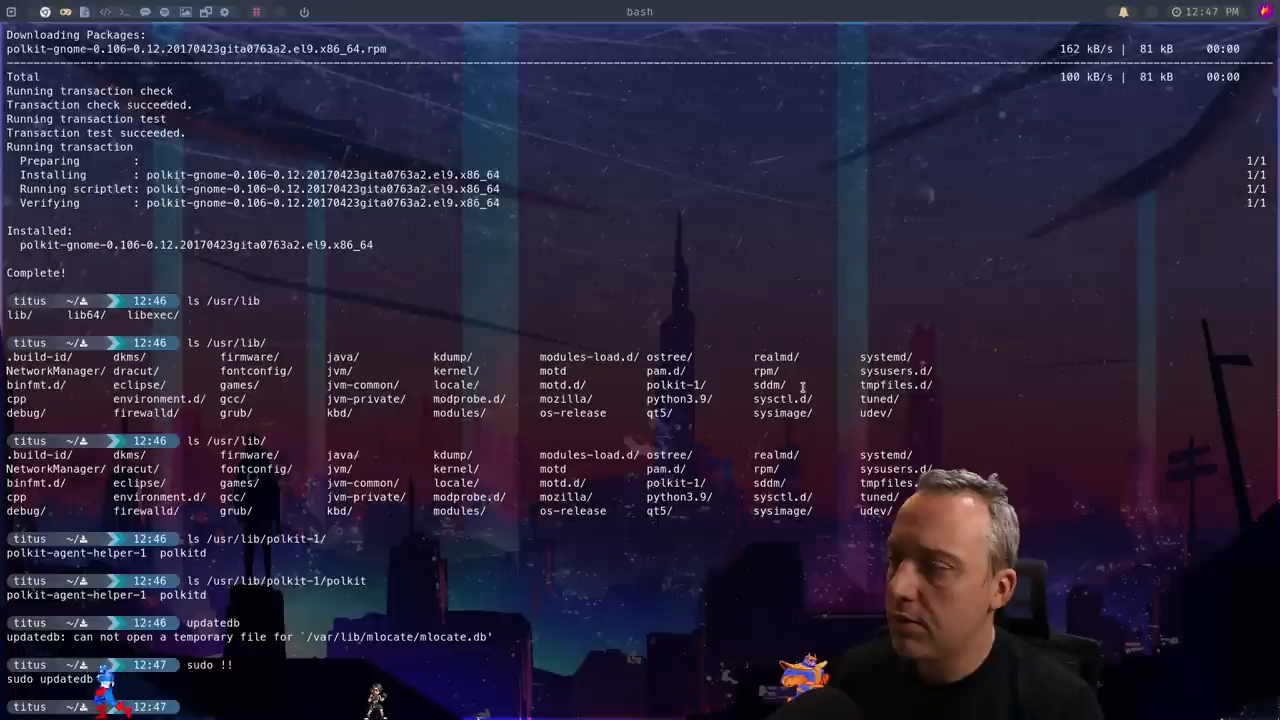 bash
12:47 PM
Downloading Packages:
polkit-gnome-0.106-0.12.20170423gita0763a2.el9.x86_64.rpm 162 kB/s | 81 kB 00:00
Total 100 kB/s | 81 kB 00:00
Running transaction check
Transaction check succeeded.
Running transaction test
Transaction test succeeded.
Running transaction
Preparing : 1/1
Installing : polkit-gnome-0.106-0.12.20170423gita0763a2.el9.x86_64 1/1
Running scriptlet: polkit-gnome-0.106-0.12.20170423gita0763a2.el9.x86_64 1/1
Verifying : polkit-gnome-0.106-0.12.20170423gita0763a2.el9.x86_64 1/1
Installed:
polkit-gnome-0.106-0.12.20170423gita0763a2.el9.x86_64
Complete!
titus ~/ 12:46 ls /usr/lib
lib/ lib64/ libexec/
titus ~/ 12:46 ls /usr/lib/
.build-id/ dkms/ firmware/ java/ kdump/ modules-load.d/ ostree/ realmd/ systemd/
NetworkManager/ dracut/ fontconfig/ jvm/ kernel/ motd pam.d/ rpm/ sysusers.d/
binfmt.d/ eclipse/ games/ jvm-common/ locale/ motd.d/ polkit-1/ sddm/ tmpfiles.d/
cpp environment.d/ gcc/ jvm-private/ modprobe.d/ mozilla/ python3.9/ sysctl.d/ tuned/
debug/ firewalld/ grub/ kbd/ modules/ os-release qt5/ sysimage/ udev/
titus ~/ 12:46 ls /usr/lib/
.build-id/ dkms/ firmware/ java/ kdump/ modules-load.d/ ostree/ realmd/ systemd/
NetworkManager/ dracut/ fontconfig/ jvm/ kernel/ motd pam.d/ rpm/ sysusers.d/
binfmt.d/ eclipse/ games/ jvm-common/ locale/ motd.d/ polkit-1/ sddm/ tmpfiles.
cpp environment.d/ gcc/ jvm-private/ modprobe.d/ mozilla/ python3.9/ sysctl.d/ tuned/
debug/ firewalld/ grub/ kbd/ modules/ os-release qt5/ sysimage/ udev/
titus ~/ 12:46 ls /usr/lib/polkit-1/
polkit-agent-helper-1 polkitd
titus ~/ 12:46 ls /usr/lib/polkit-1/polkit
polkit-agent-helper-1 polkitd
titus ~/ 12:46 updatedb
updatedb: can not open a temporary file for `/var/lib/mlocate/mlocate.db'
titus ~/ 12:47 sudo !!
sudo updatedb
titus ~/ 12:47